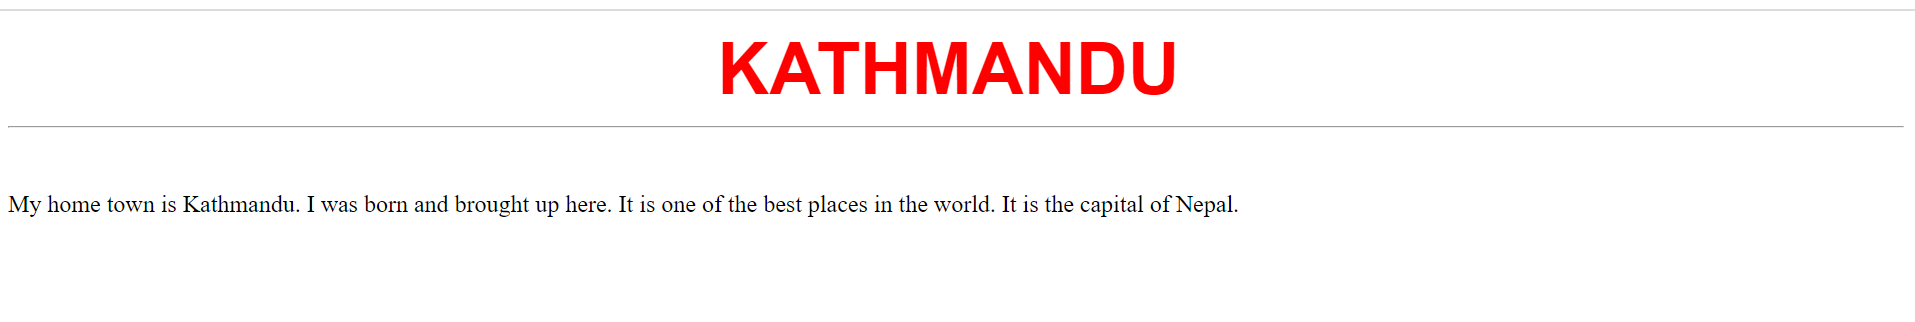 KATHMANDU
My home town is Kathmandu. I was born and brought up here. It is one of the best places in the world. It is the capital of Nepal.